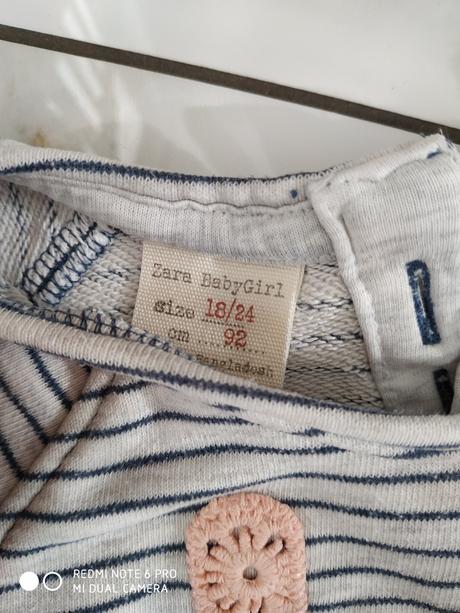 Zara BabyGirl
size 18/24
cm ....92....
Bangladesh
REDMI NOTE 6 PRO
MI DUAL CAMERA